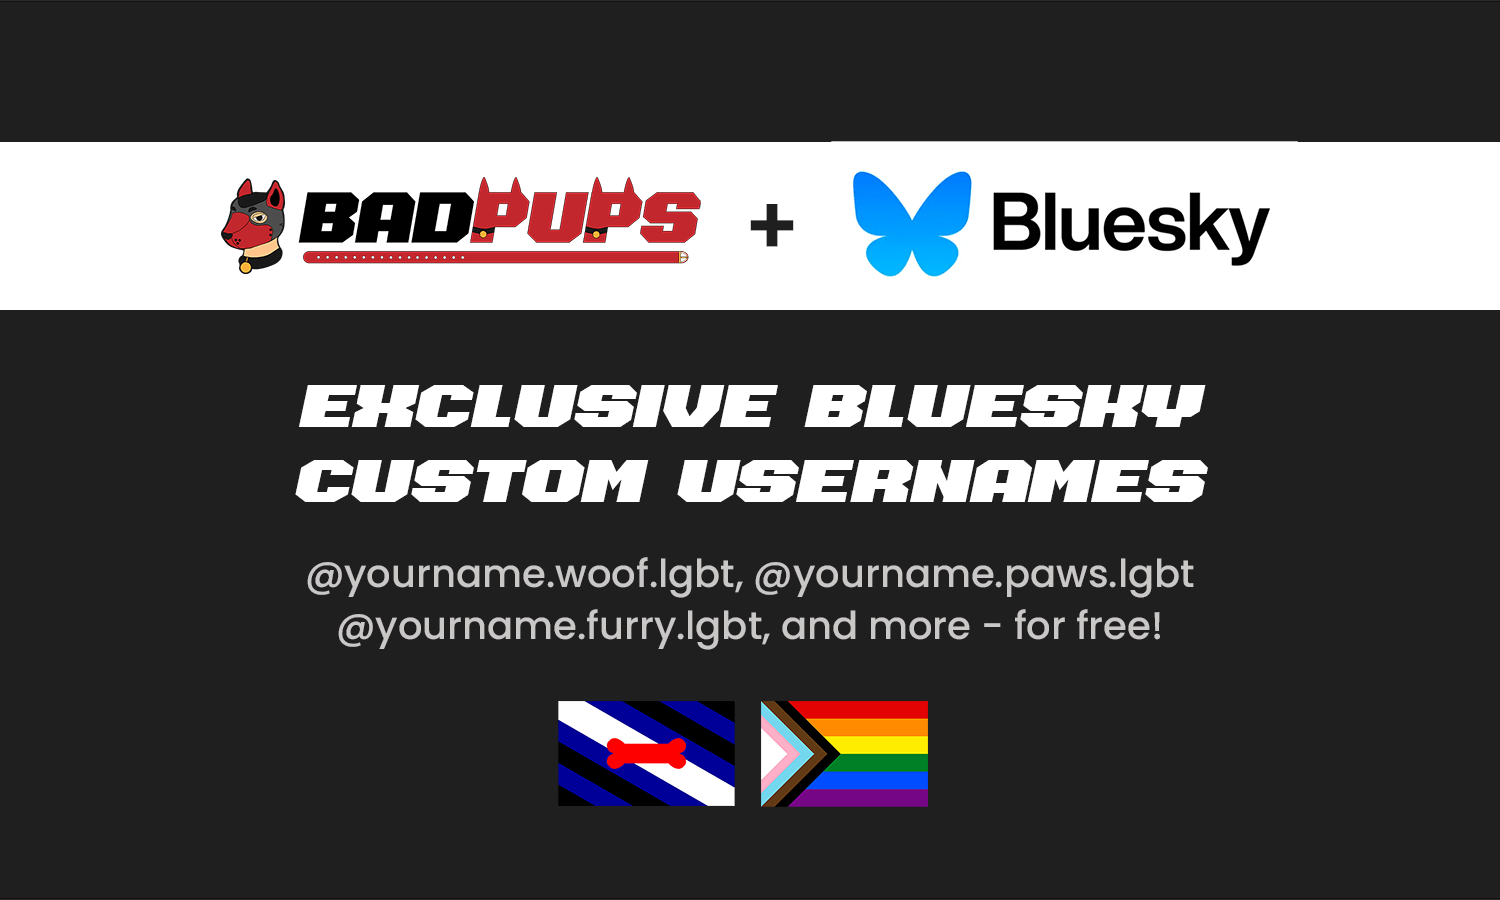 BADPUPS + Bluesky
EXCLUSIVE BLUESKY
CUSTOM USERNAMES
@yourname.woof.lgbt, @yourname.paws.lgbt
@yourname.furry.lgbt, and more - for free!